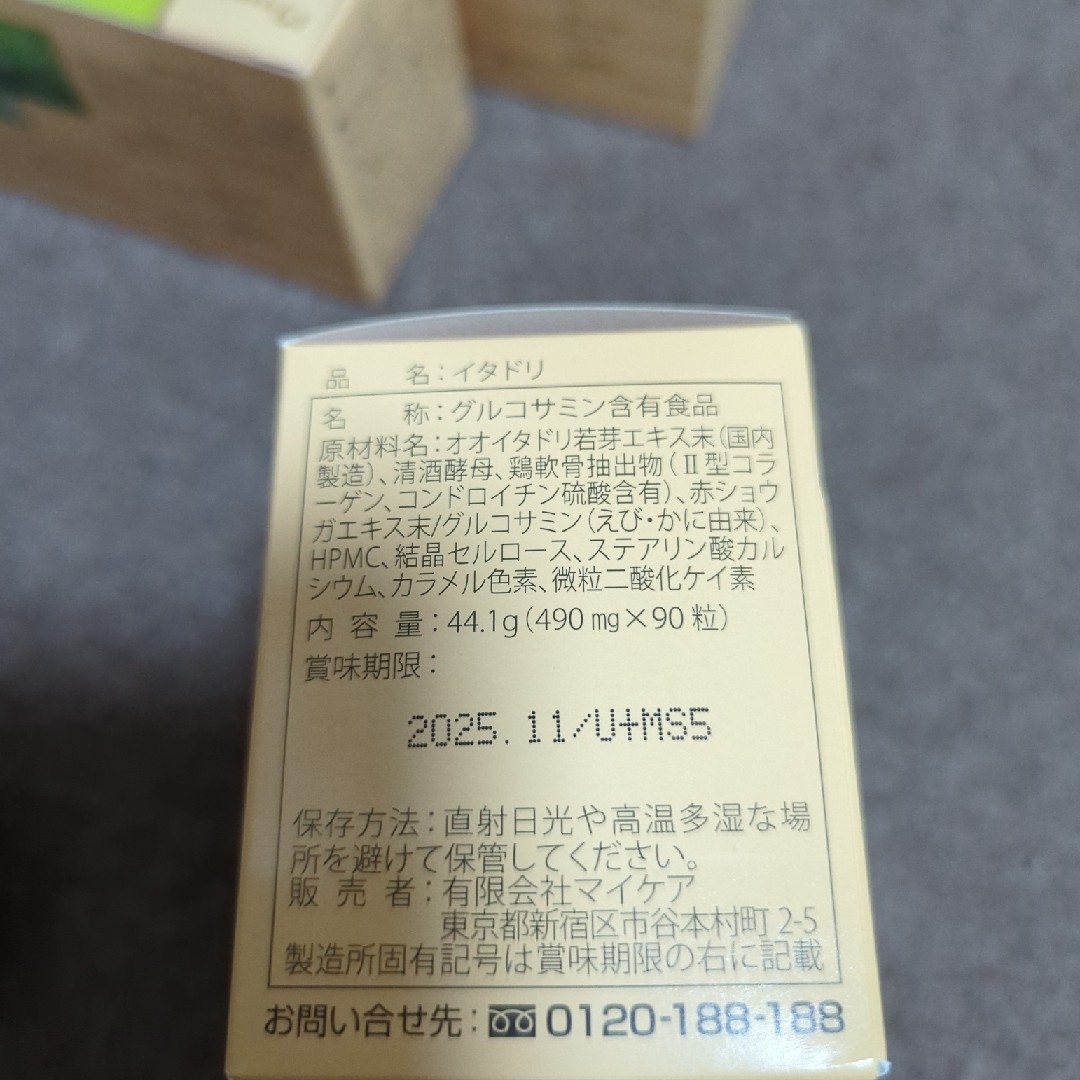 品　　名：イタドリ
名　　称：グルコサミン含有食品
原材料名：オオイタドリ若芽エキス末（国内
製造）、清酒酵母、鶏軟骨抽出物（Ⅱ型コラ
ーゲン、コンドロイチン硫酸含有）、赤ショウ
ガエキス末/グルコサミン（えび・かに由来）、
HPMC、結晶セルロース、ステアリン酸カル
シウム、カラメル色素、微粒二酸化ケイ素
内 容 量：44.1g（490㎎×90粒）
賞味期限：
2025.11/U+MS5
保存方法：直射日光や高温多湿な場
所を避けて保管してください。
販 売 者：有限会社マイケア
東京都新宿区市谷本村町 2-5
製造所固有記号は賞味期限の右に記載
お問い合せ先：0120-188-188